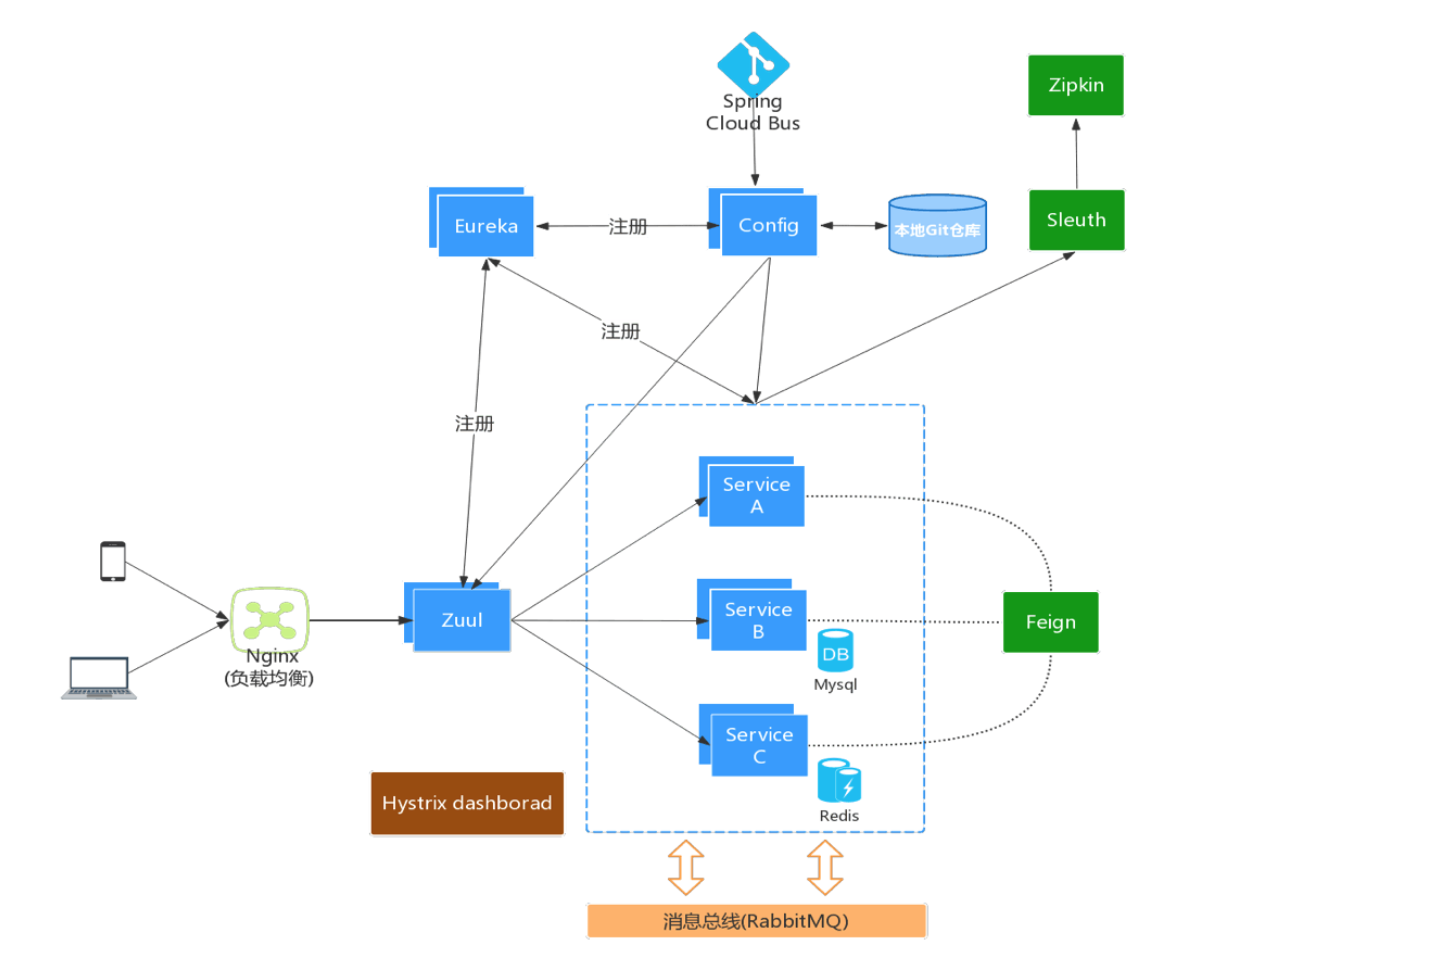 Spring
Cloud Bus
Zipkin
Eureka
注册
Config
本地Git仓库
Sleuth
注册
注册
Service
A
Service
B
DB
Mysql
Service
C
Redis
Feign
Zuul
Nginx
(负载均衡)
Hystrix dashborad
消息总线(RabbitMQ)